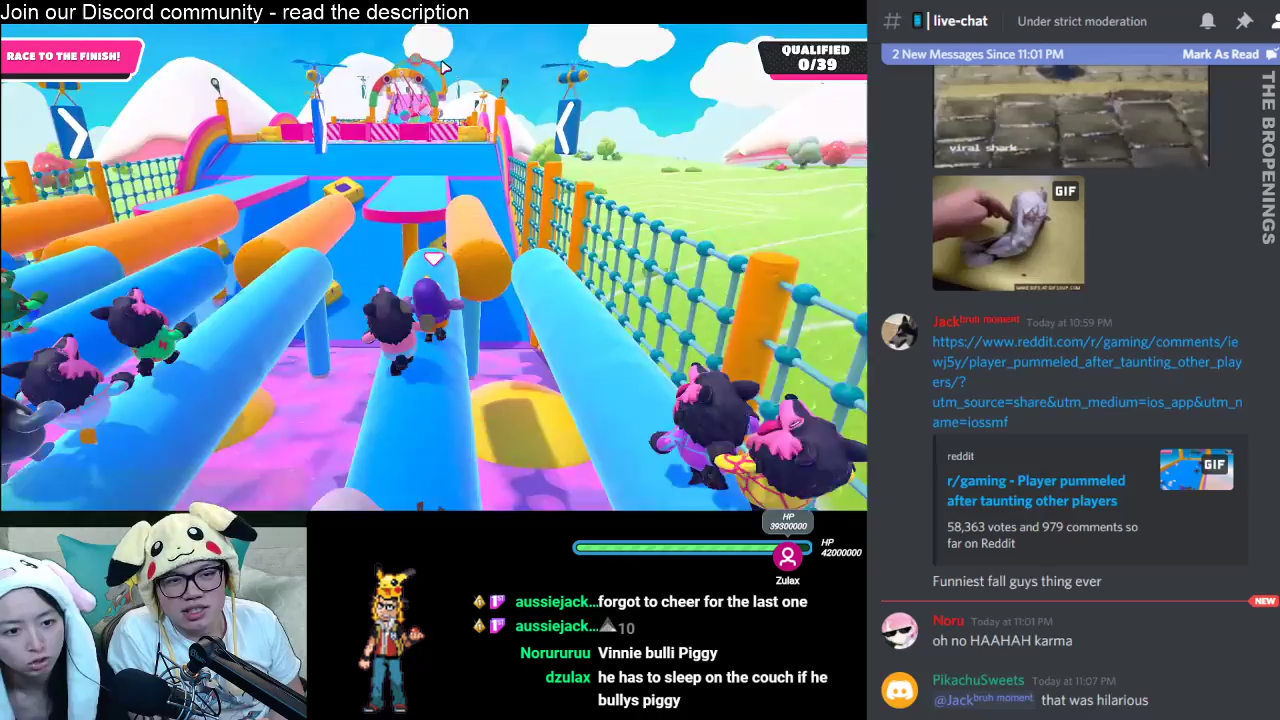 Join our Discord community - read the description
RACE TO THE FINISH!
QUALIFIED
0/39
HP
39300000
HP
42000000
Zulax
aussiejack... forgot to cheer for the last one
aussiejack... 10
Norururuu Vinnie bulli Piggy
dzulax he has to sleep on the couch if he
bullys piggy
# | live-chat Under strict moderation
2 New Messages Since 11:01 PM Mark As Read
viral shark
GIF
Jack bruh moment Today at 10:59 PM
https://www.reddit.com/r/gaming/comments/ie
wj5y/player_pummeled_after_taunting_other_play
ers/?
utm_source=share&utm_medium=ios_app&utm_n
ame=iossmf
reddit
r/gaming - Player pummeled
after taunting other players
GIF
58,363 votes and 979 comments so
far on Reddit
Funniest fall guys thing ever
NEW
Noru Today at 11:01 PM
oh no HAAHAH karma
PikachuSweets Today at 11:07 PM
@Jack bruh moment that was hilarious
THE BROPENINGS